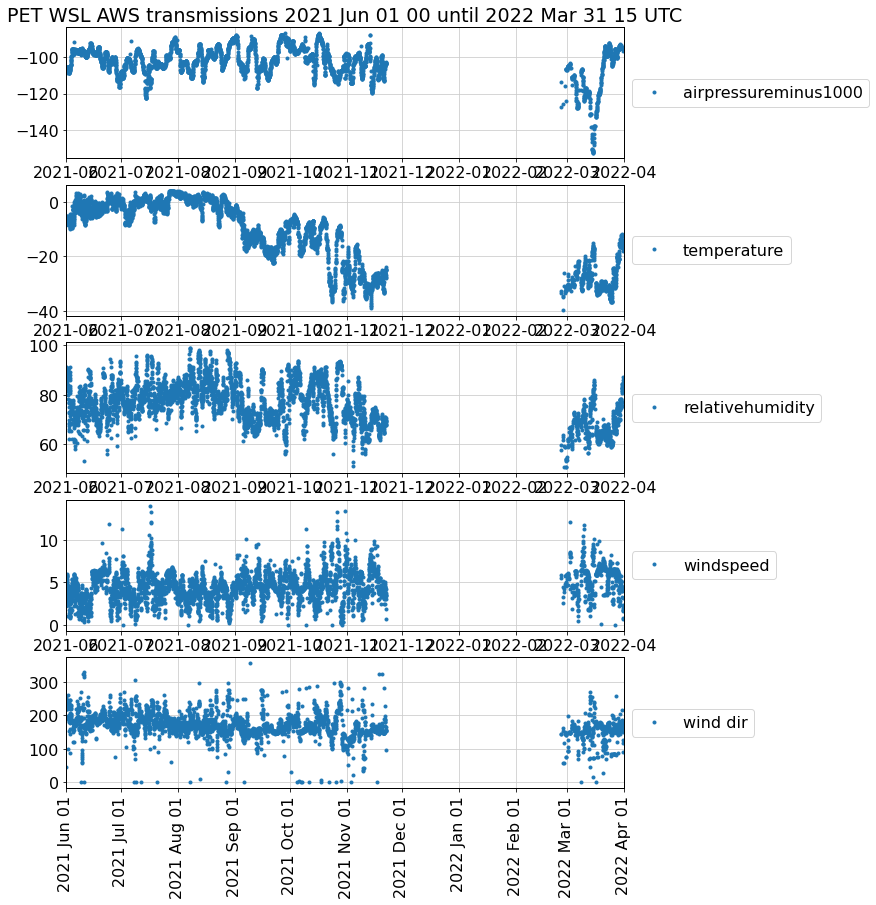 PET WSL AWS transmissions 2021 Jun 01 00 until 2022 Mar 31 15 UTC
−100
−120
−140
airpressureminus1000
2021-06 2021-07 2021-08 2021-09 2021-10 2021-11 2021-12 2022-01 2022-02 2022-03 2022-04
0
−20
−40
temperature
2021-06 2021-07 2021-08 2021-09 2021-10 2021-11 2021-12 2022-01 2022-02 2022-03 2022-04
100
80
60
relativehumidity
2021-06 2021-07 2021-08 2021-09 2021-10 2021-11 2021-12 2022-01 2022-02 2022-03 2022-04
10
5
0
windspeed
2021-06 2021-07 2021-08 2021-09 2021-10 2021-11 2021-12 2022-01 2022-02 2022-03 2022-04
300
200
100
0
wind dir
2021 Jun 01
2021 Jul 01
2021 Aug 01
2021 Sep 01
2021 Oct 01
2021 Nov 01
2021 Dec 01
2022 Jan 01
2022 Feb 01
2022 Mar 01
2022 Apr 01